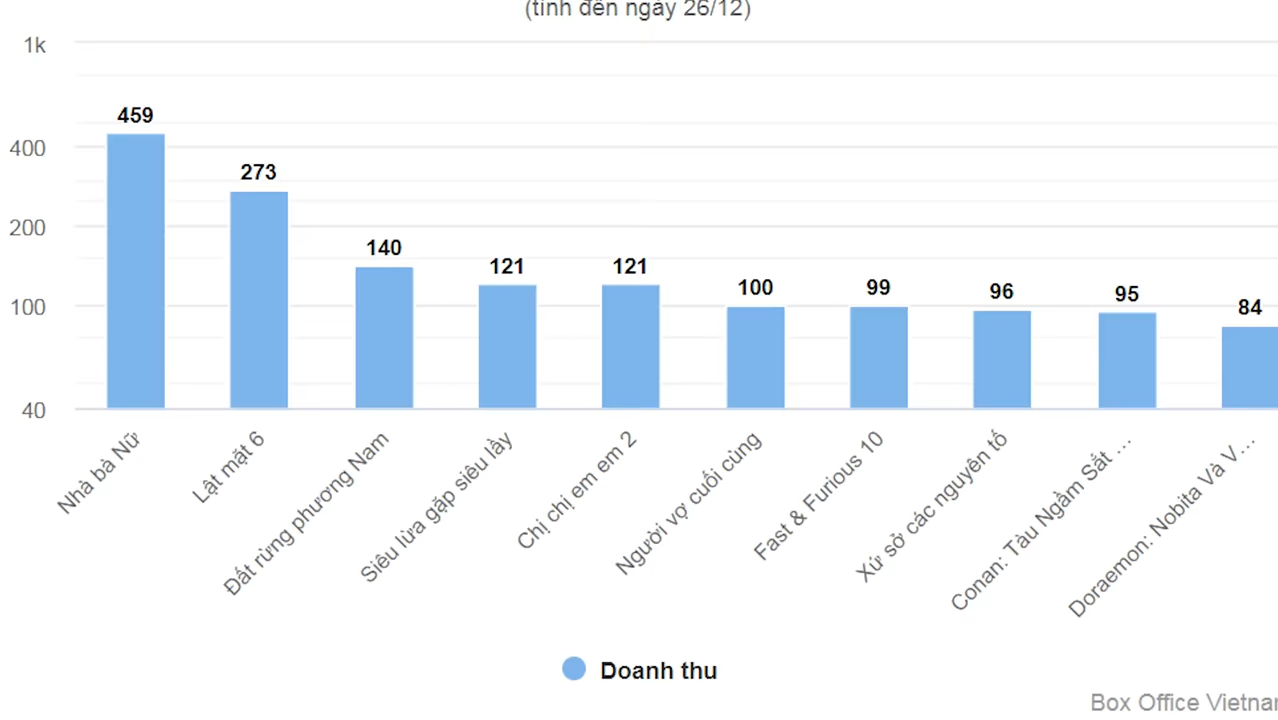 (tính đến ngày 26/12)
1k
400
200
100
40
459
273
140
121
121
100
99
96
95
84
Nhà bà Nữ
Lật mặt 6
Đất rừng phương Nam
Siêu lừa gặp siêu lầy
Chị chị em em 2
Người vợ cuối cùng
Fast & Furious 10
Xứ sở các nguyên tố
Conan: Tàu Ngầm Sắt ...
Doraemon: Nobita Và V...
Doanh thu
Box Office Vietnar